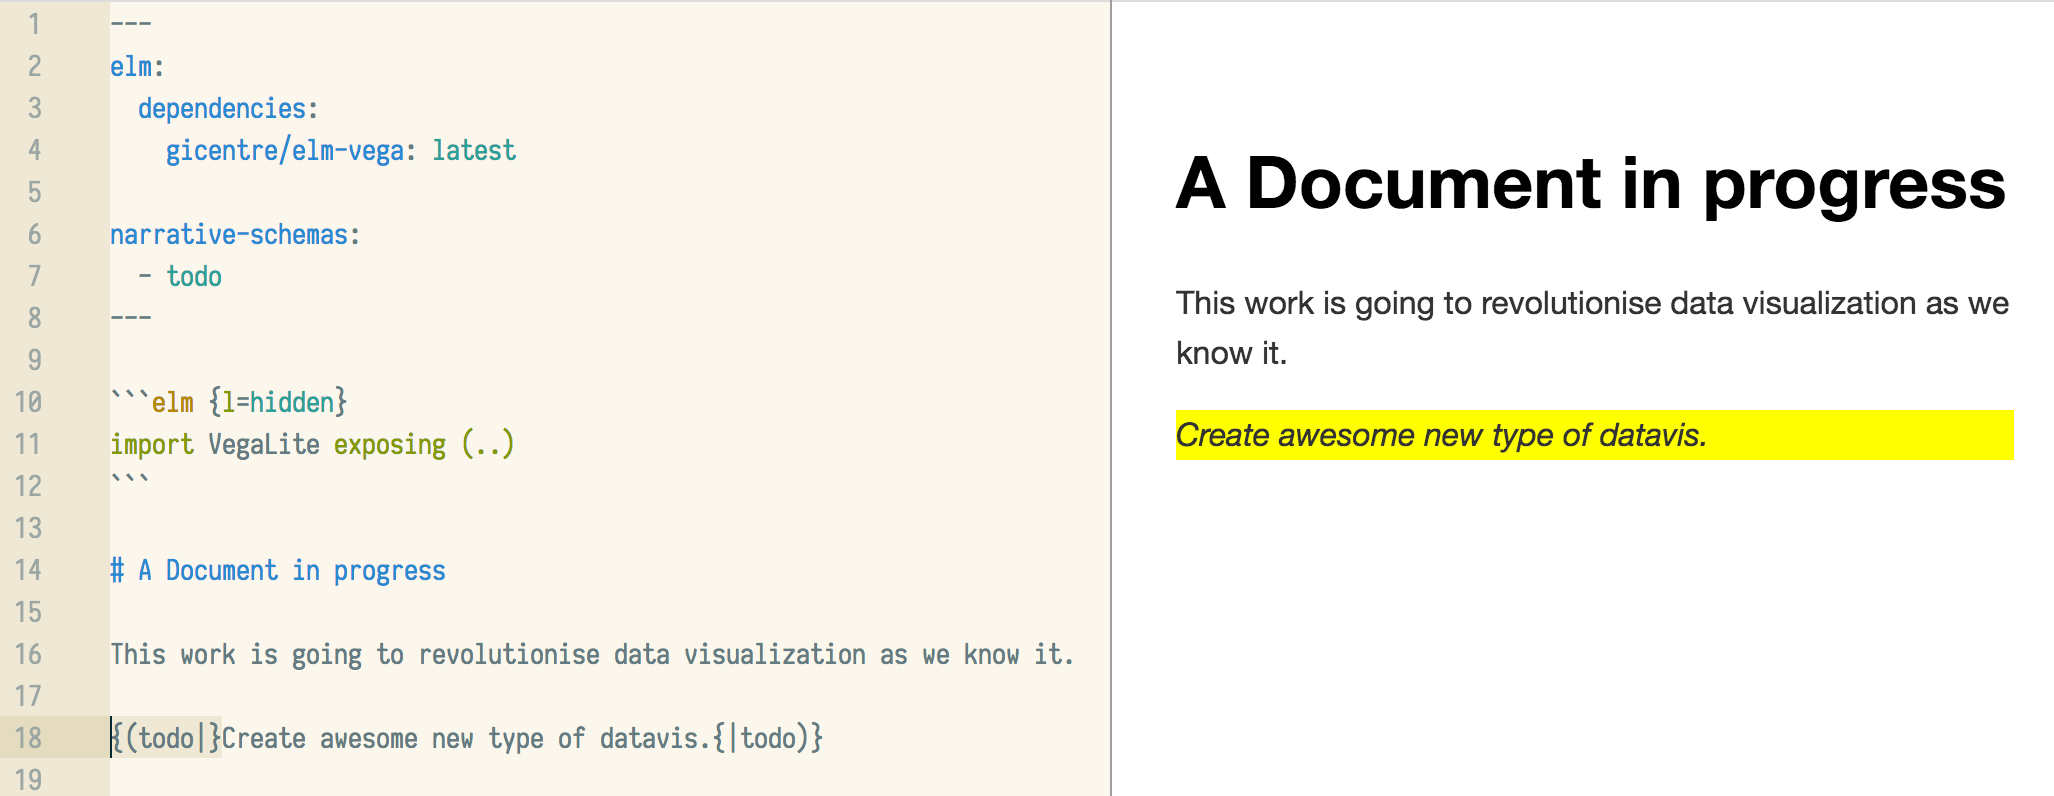 1 ---
2 elm:
3   dependencies:
4     gicentre/elm-vega: latest
5
6 narrative-schemas:
7   - todo
8 ---
9
10 ```elm {l=hidden}
11 import VegaLite exposing (..)
12 ```
13
14 # A Document in progress
15
16 This work is going to revolutionise data visualization as we know it.
17
18 {(todo|}Create awesome new type of datavis.{|todo)}
19
A Document in progress
This work is going to revolutionise data visualization as we
know it.
Create awesome new type of datavis.